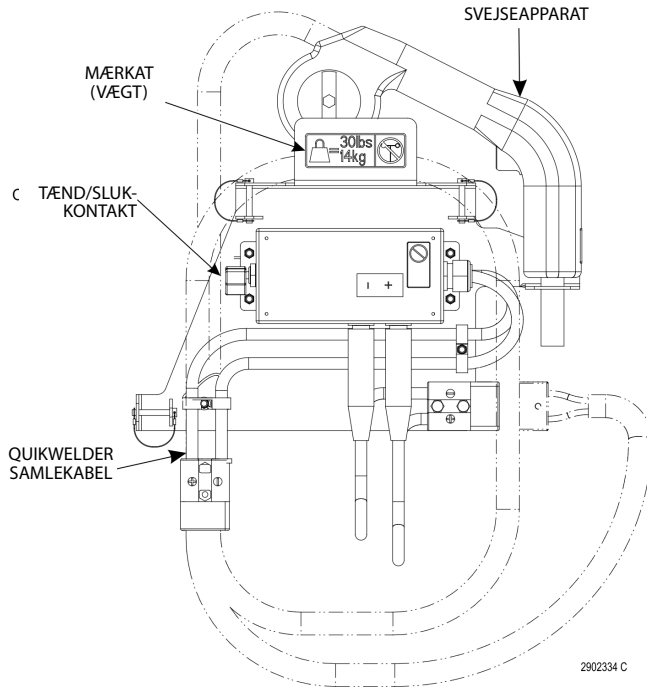 SVEJSEAPPARAT
MÆRKAT
(VÆGT)
= 30lbs
14kg
TÆND/SLUK-
KONTAKT
- +
QUIKWELDER
SAMLEKABEL
2902334 C